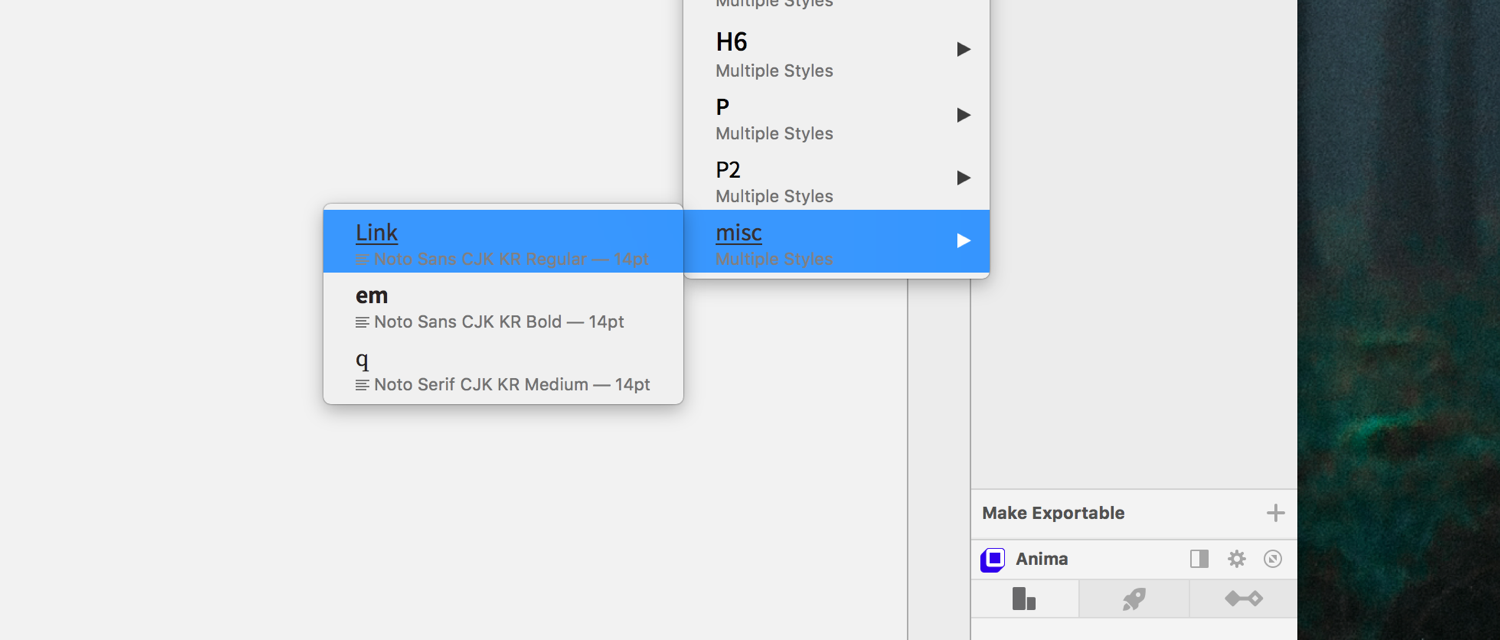 Multiple Styles
H6
Multiple Styles
P
Multiple Styles
P2
Multiple Styles
misc
Multiple Styles
Link
Noto Sans CJK KR Regular — 14pt
em
Noto Sans CJK KR Bold — 14pt
q
Noto Serif CJK KR Medium — 14pt
Make Exportable
Anima